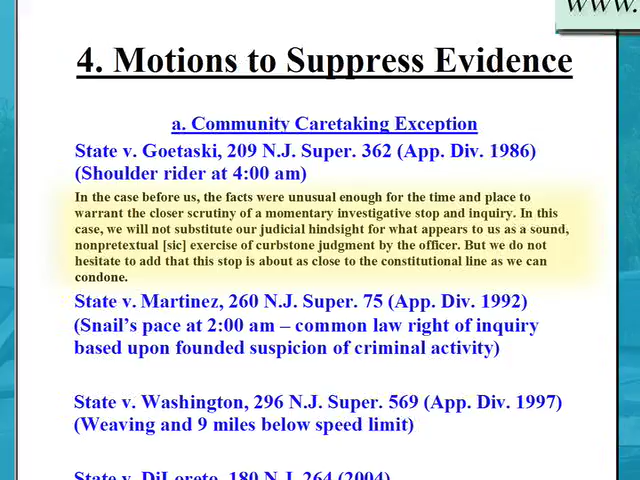 www.
4. Motions to Suppress Evidence
a. Community Caretaking Exception
State v. Goetaski, 209 N.J. Super. 362 (App. Div. 1986)
(Shoulder rider at 4:00 am)
In the case before us, the facts were unusual enough for the time and place to
warrant the closer scrutiny of a momentary investigative stop and inquiry. In this
case, we will not substitute our judicial hindsight for what appears to us as a sound,
nonpretextual [sic] exercise of curbstone judgment by the officer. But we do not
hesitate to add that this stop is about as close to the constitutional line as we can
condone.
State v. Martinez, 260 N.J. Super. 75 (App. Div. 1992)
(Snail’s pace at 2:00 am – common law right of inquiry
based upon founded suspicion of criminal activity)
State v. Washington, 296 N.J. Super. 569 (App. Div. 1997)
(Weaving and 9 miles below speed limit)
State v. DiLoreto, 180 N.J. 264 (2004)